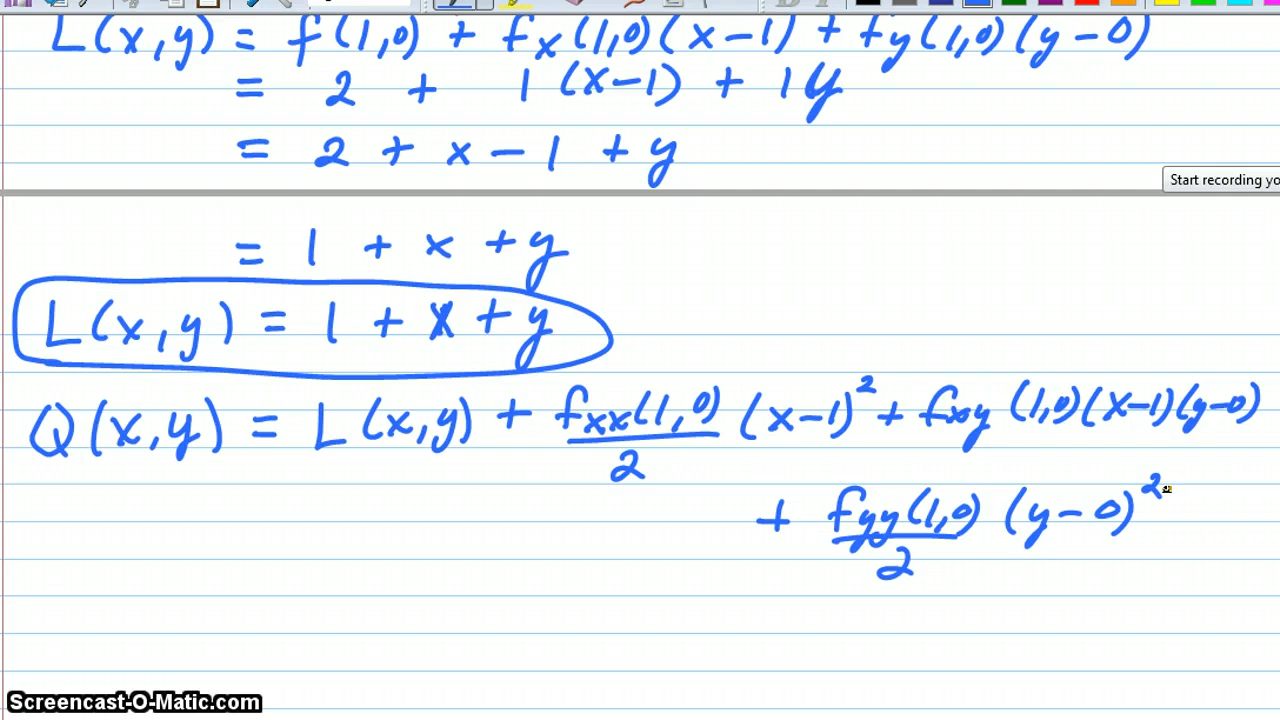 L(x,y) = f(1,0) + fx(1,0)(x-1) + fy(1,0)(y-0)
= 2 + 1(x-1) + 1y
= 2 + x - 1 + y
Start recording yo
= 1 + x + y
L(x,y) = 1 + x + y
Q(x,y) = L(x,y) + fxx(1,0)/2 (x-1)² + fxy(1,0)(x-1)(y-0)
+ fyy(1,0)/2 (y-0)²
Screencast-O-Matic.com